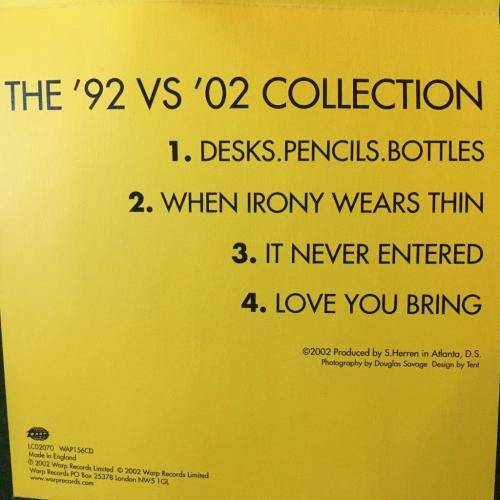 THE '92 VS '02 COLLECTION
1. DESKS.PENCILS.BOTTLES
2. WHEN IRONY WEARS THIN
3. IT NEVER ENTERED
4. LOVE YOU BRING
©2002 Produced by S.Herren in Atlanta, D.S.
Photography by Douglas Savage Design by Tent
LC02070 WAP156CD
Made in England
℗ 2002 Warp Records Limited © 2002 Warp Records Limited
Warp Records PO Box 25378 London NW5 1GL
www.warprecords.com